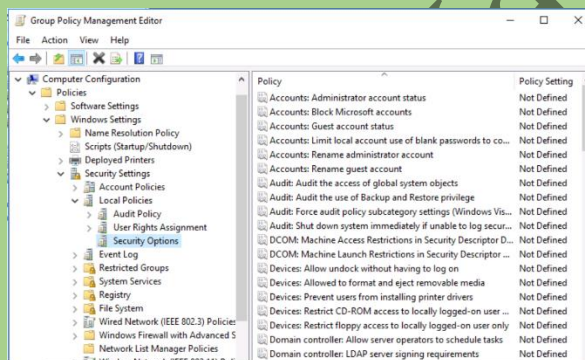 Group Policy Management Editor
File Action View Help
Computer Configuration
Policies
Software Settings
Windows Settings
Name Resolution Policy
Scripts (Startup/Shutdown)
Deployed Printers
Security Settings
Account Policies
Local Policies
Audit Policy
User Rights Assignment
Security Options
Event Log
Restricted Groups
System Services
Registry
File System
Wired Network (IEEE 802.3) Policies
Windows Firewall with Advanced S
Network List Manager Policies
Policy Policy Setting
Accounts: Administrator account status Not Defined
Accounts: Block Microsoft accounts Not Defined
Accounts: Guest account status Not Defined
Accounts: Limit local account use of blank passwords to co... Not Defined
Accounts: Rename administrator account Not Defined
Accounts: Rename guest account Not Defined
Audit: Audit the access of global system objects Not Defined
Audit: Audit the use of Backup and Restore privilege Not Defined
Audit: Force audit policy subcategory settings (Windows Vis... Not Defined
Audit: Shut down system immediately if unable to log secur... Not Defined
DCOM: Machine Access Restrictions in Security Descriptor D... Not Defined
DCOM: Machine Launch Restrictions in Security Descriptor ... Not Defined
Devices: Allow undock without having to log on Not Defined
Devices: Allowed to format and eject removable media Not Defined
Devices: Prevent users from installing printer drivers Not Defined
Devices: Restrict CD-ROM access to locally logged-on user ... Not Defined
Devices: Restrict floppy access to locally logged-on user only Not Defined
Domain controller: Allow server operators to schedule tasks Not Defined
Domain controller: LDAP server signing requirements Not Defined